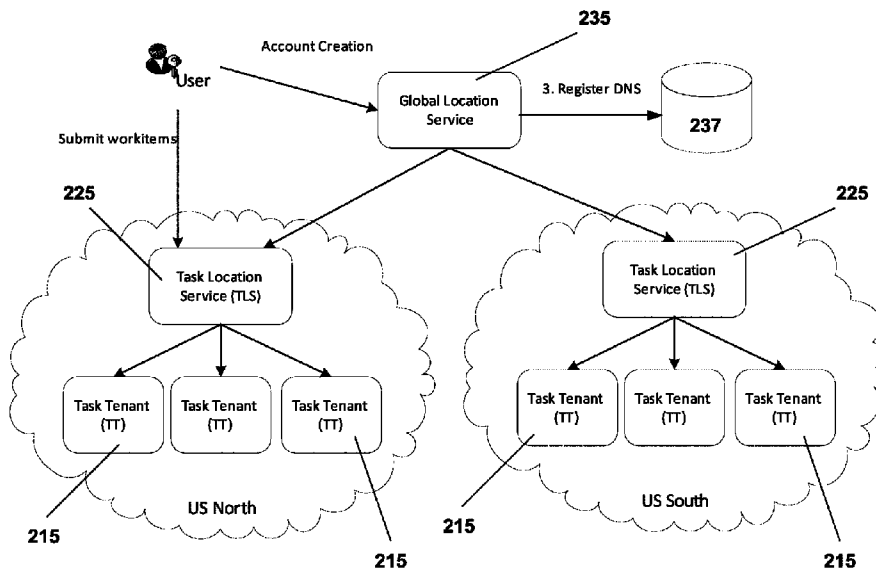 235
Account Creation
User
Global Location
Service
3. Register DNS
237
Submit workitems
225
225
Task Location
Service (TLS)
Task Location
Service (TLS)
Task Tenant
(TT)
Task Tenant
(TT)
Task Tenant
(TT)
Task Tenant
(TT)
Task Tenant
(TT)
Task Tenant
(TT)
US North
US South
215
215
215
215